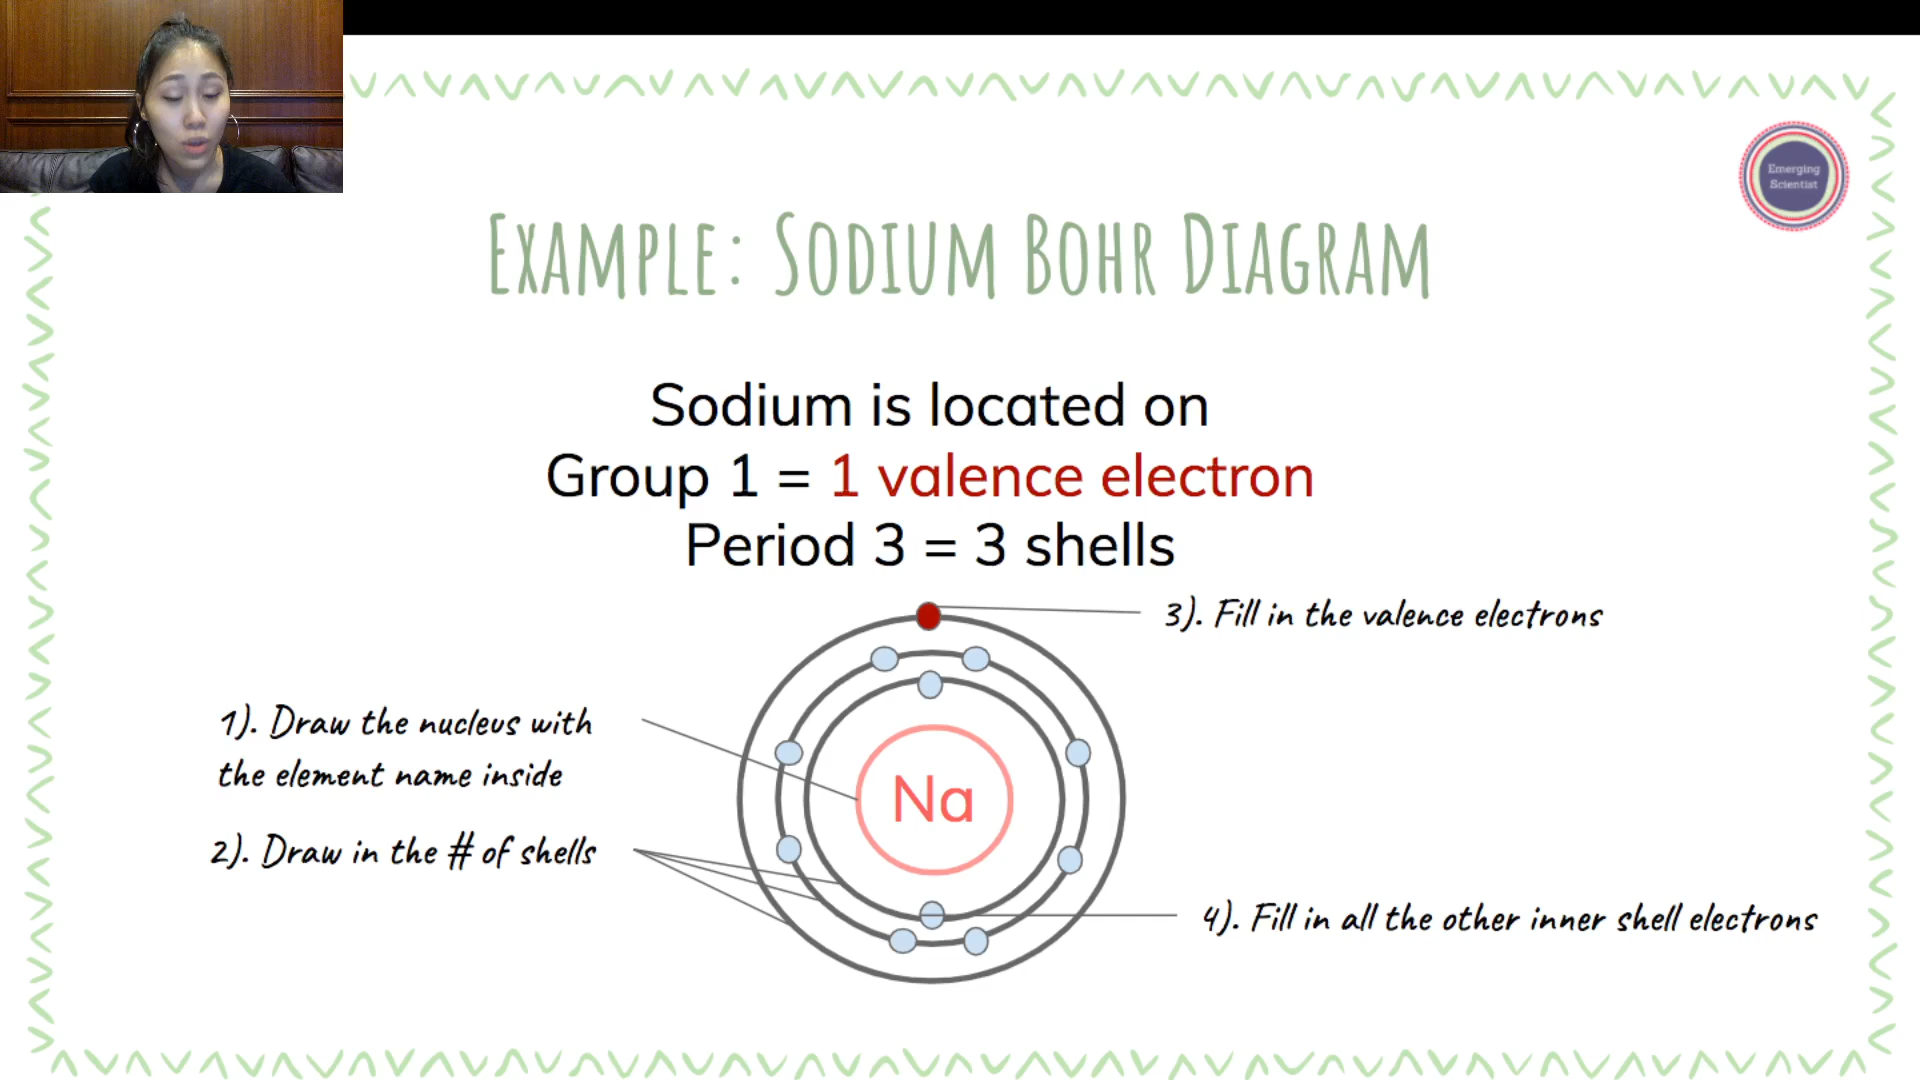 Emerging
Scientist
EXAMPLE: SODIUM BOHR DIAGRAM
Sodium is located on
Group 1 = 1 valence electron
Period 3 = 3 shells
3). Fill in the valence electrons
1). Draw the nucleus with
the element name inside
Na
2). Draw in the # of shells
4). Fill in all the other inner shell electrons